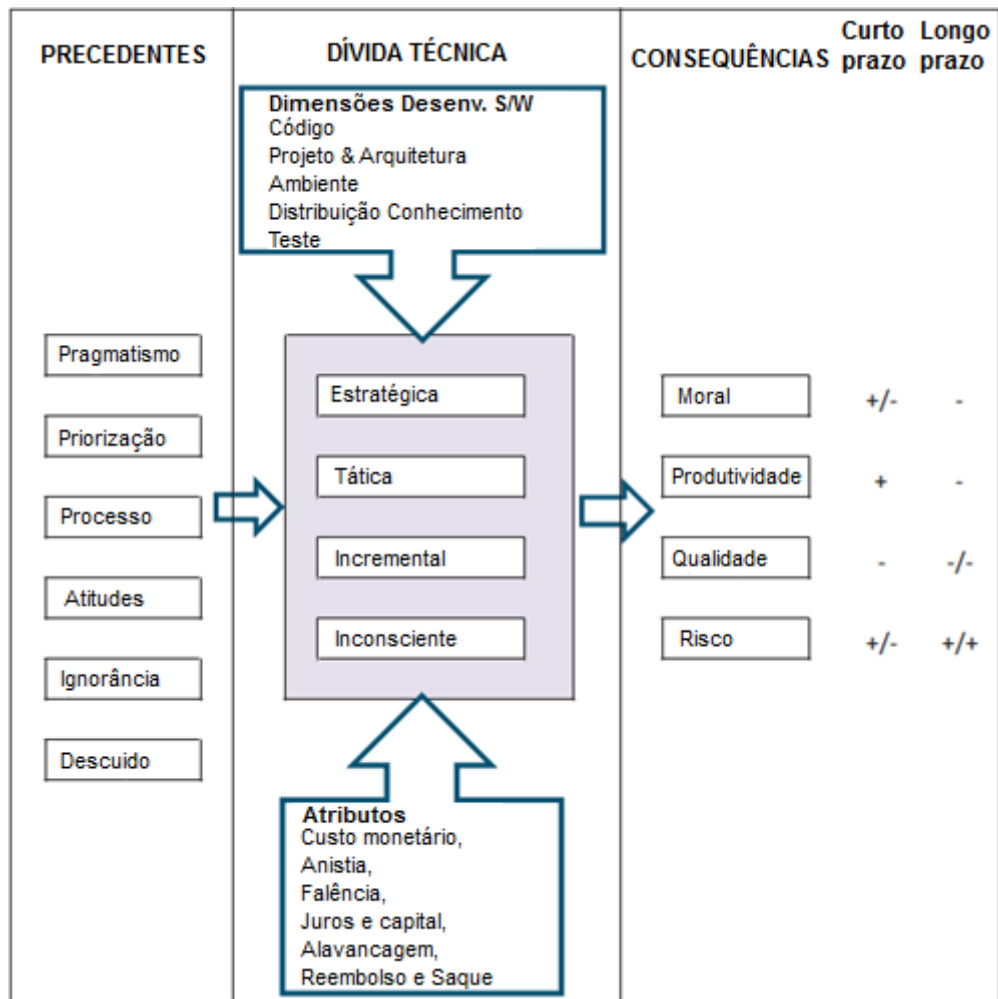 PRECEDENTES
DÍVIDA TÉCNICA
CONSEQUÊNCIAS
Curto prazo
Longo prazo
Dimensões Desenv. S/W
Código
Projeto & Arquitetura
Ambiente
Distribuição Conhecimento
Teste
Pragmatismo
Priorização
Processo
Atitudes
Ignorância
Descuido
Estratégica
Tática
Incremental
Inconsciente
Moral +/- -
Produtividade + -
Qualidade - -/-
Risco +/- +/+
Atributos
Custo monetário,
Anistia,
Falência,
Juros e capital,
Alavancagem,
Reembolso e Saque